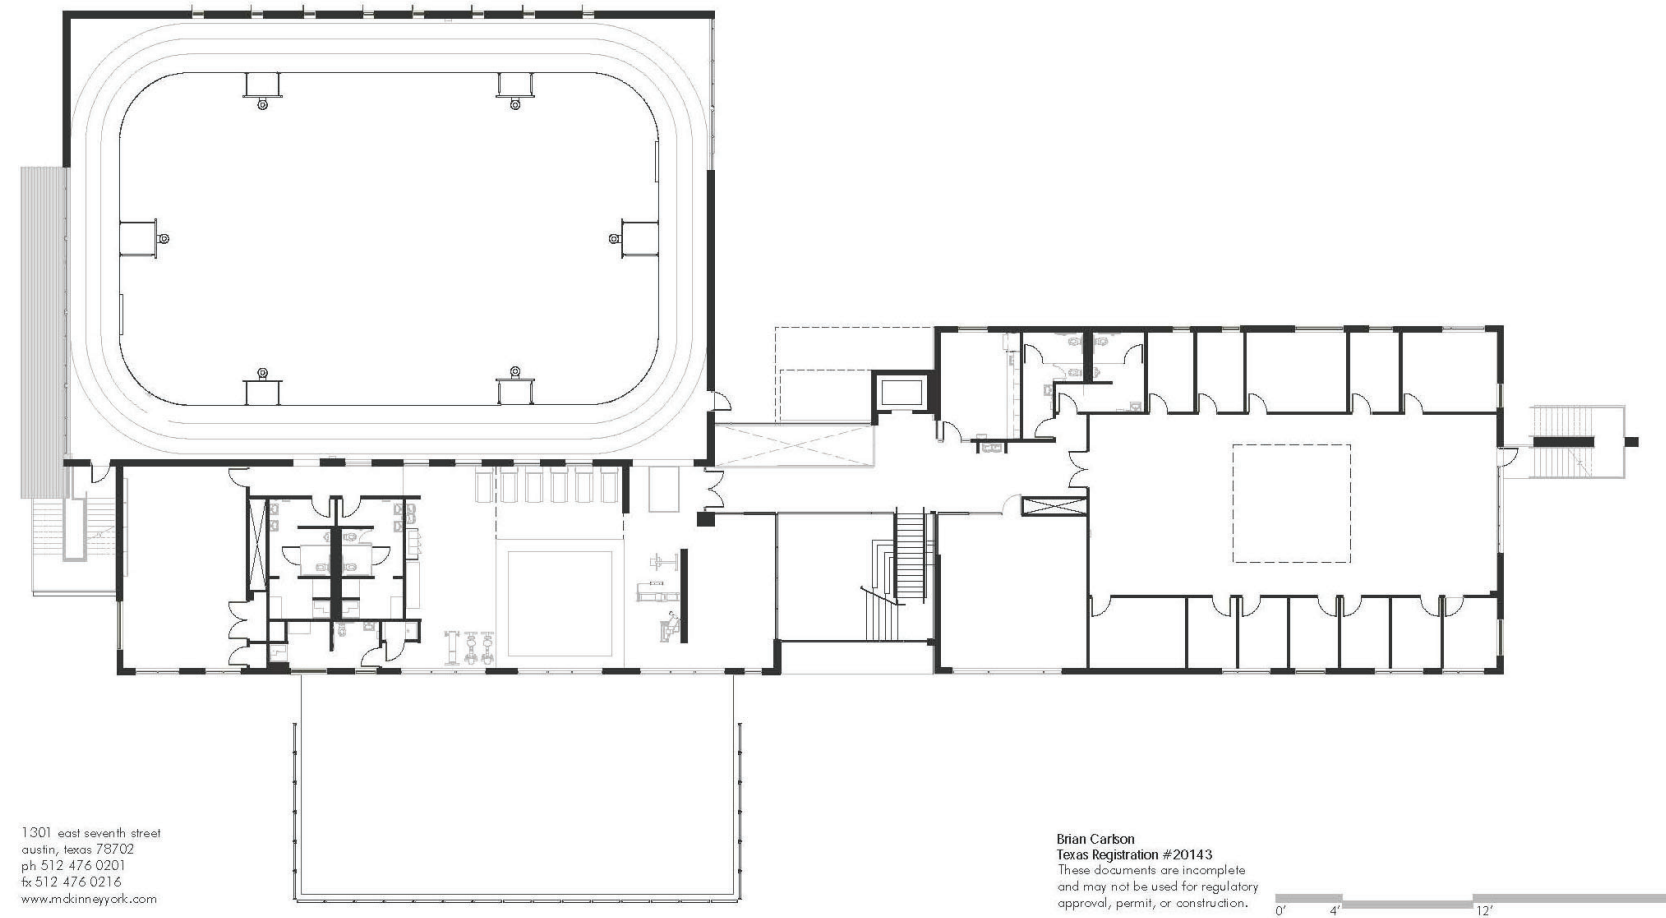 1301 east seventh street
austin, texas 78702
ph 512 476 0201
fx 512 476 0216
www.mckinneyyork.com
Brian Carlson
Texas Registration #20143
These documents are incomplete
and may not be used for regulatory
approval, permit, or construction.
0' 4' 12'